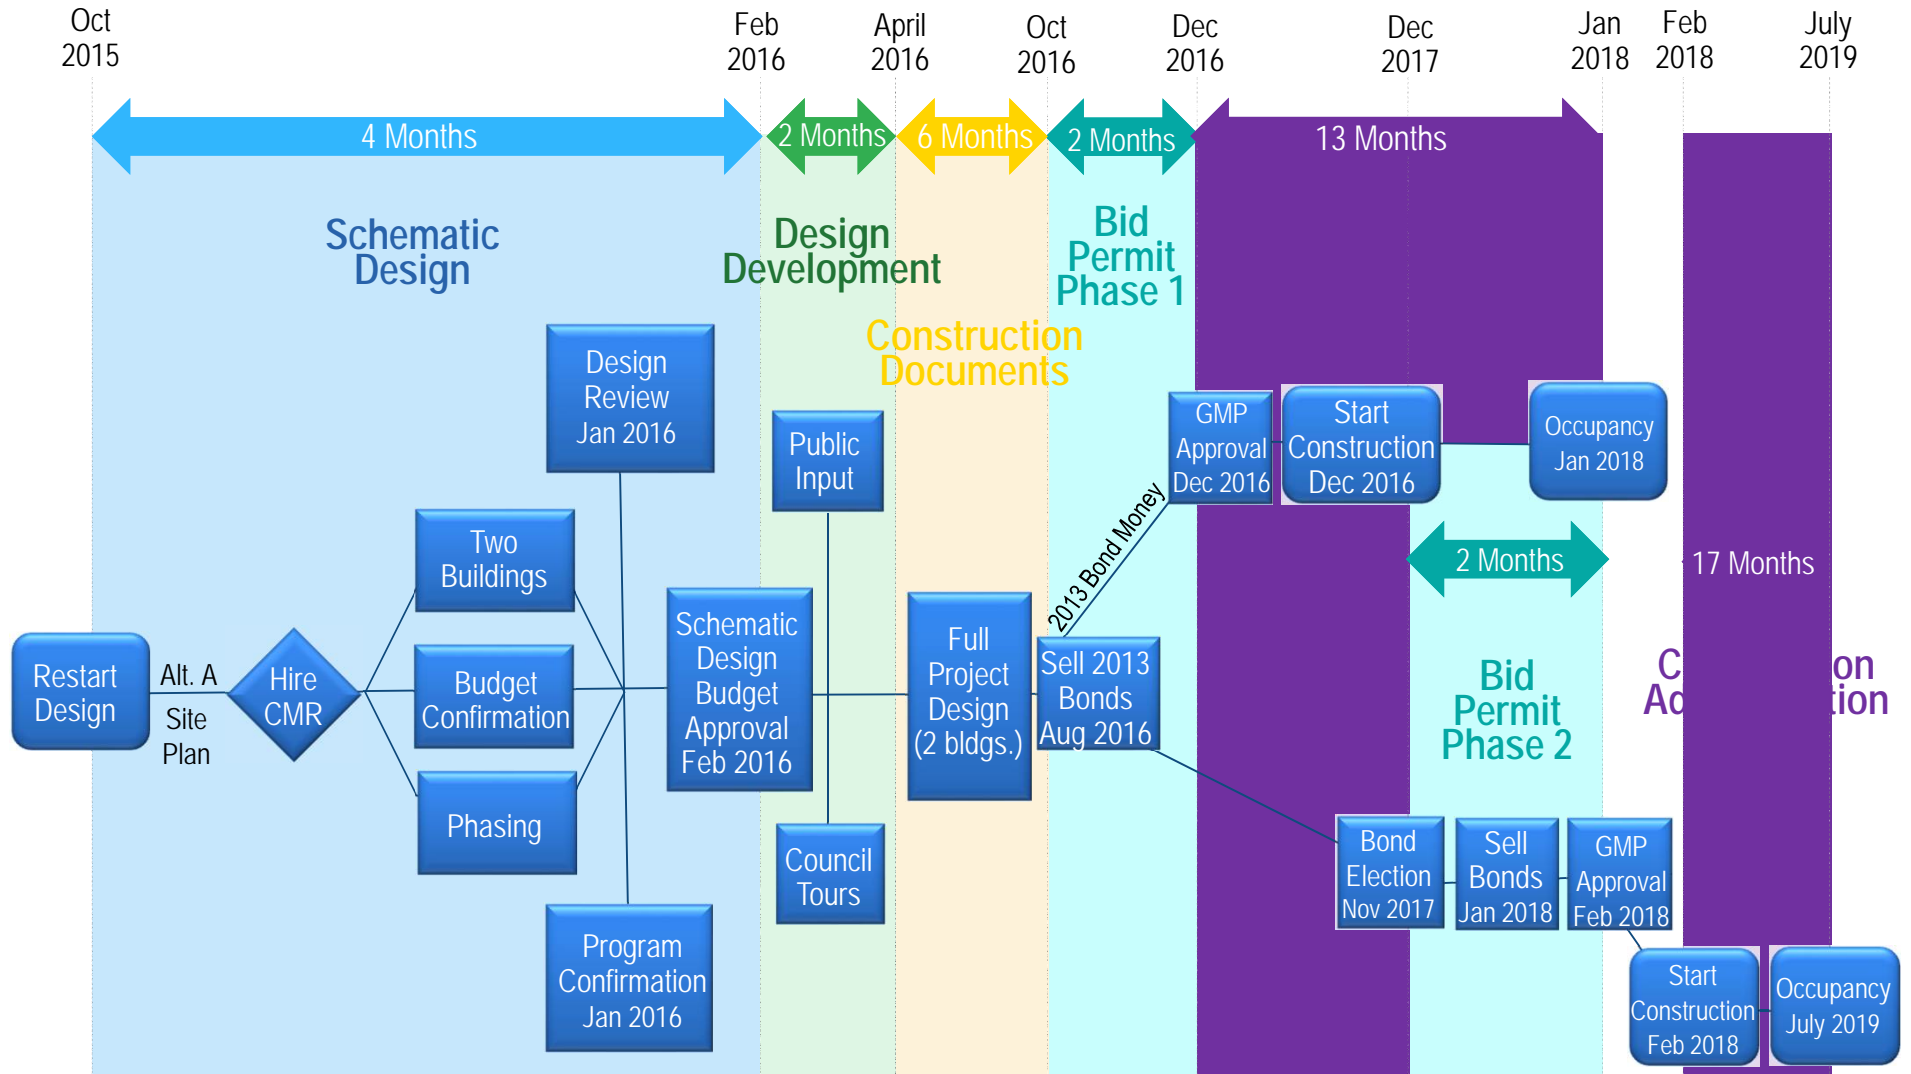 Oct
2015
Feb
2016
April
2016
Oct
2016
Dec
2016
Dec
2017
Jan
2018
Feb
2018
July
2019
4 Months
2 Months
6 Months
2 Months
13 Months
Schematic
Design
Design
Development
Construction
Documents
Bid
Permit
Phase 1
Design
Review
Jan 2016
Public
Input
GMP
Approval
Dec 2016
Start
Construction
Dec 2016
Occupancy
Jan 2018
2013 Bond Money
2 Months
17 Months
Two
Buildings
Restart
Design
Alt. A
Site
Plan
Hire
CMR
Budget
Confirmation
Phasing
Schematic
Design
Budget
Approval
Feb 2016
Full
Project
Design
(2 bldgs.)
Sell 2013
Bonds
Aug 2016
Bid
Permit
Phase 2
Council
Tours
Program
Confirmation
Jan 2016
Bond
Election
Nov 2017
Sell
Bonds
Jan 2018
GMP
Approval
Feb 2018
Start
Construction
Feb 2018
Occupancy
July 2019